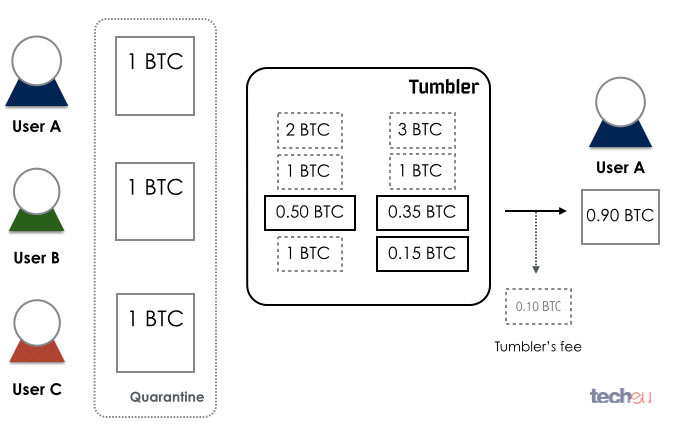 User A
User B
User C
1 BTC
1 BTC
1 BTC
Quarantine
Tumbler
2 BTC
3 BTC
1 BTC
1 BTC
0.50 BTC
0.35 BTC
1 BTC
0.15 BTC
User A
0.90 BTC
0.10 BTC
Tumbler's fee
tech.eu